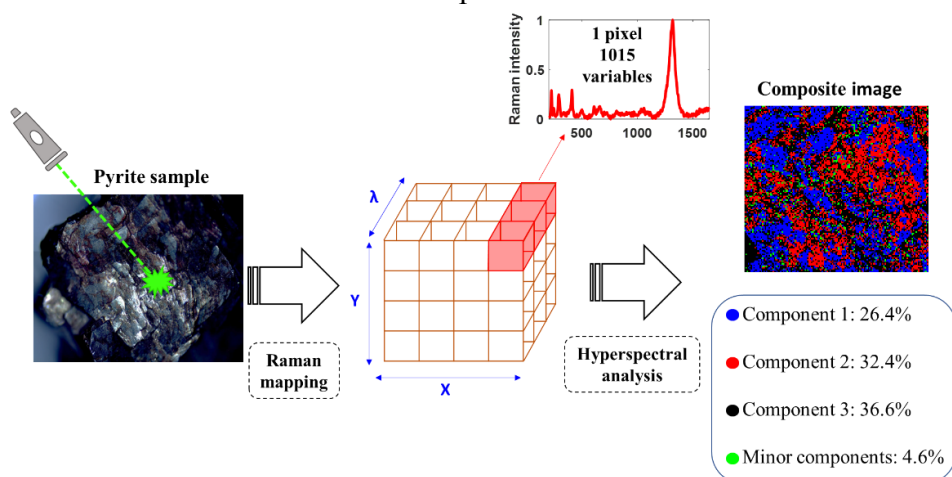 1 pixel
1015
variables
Raman intensity
1
0.5
0
500
1000
1500
Composite image
Pyrite sample
λ
Y
X
Raman
mapping
Hyperspectral
analysis
Component 1: 26.4%
Component 2: 32.4%
Component 3: 36.6%
Minor components: 4.6%